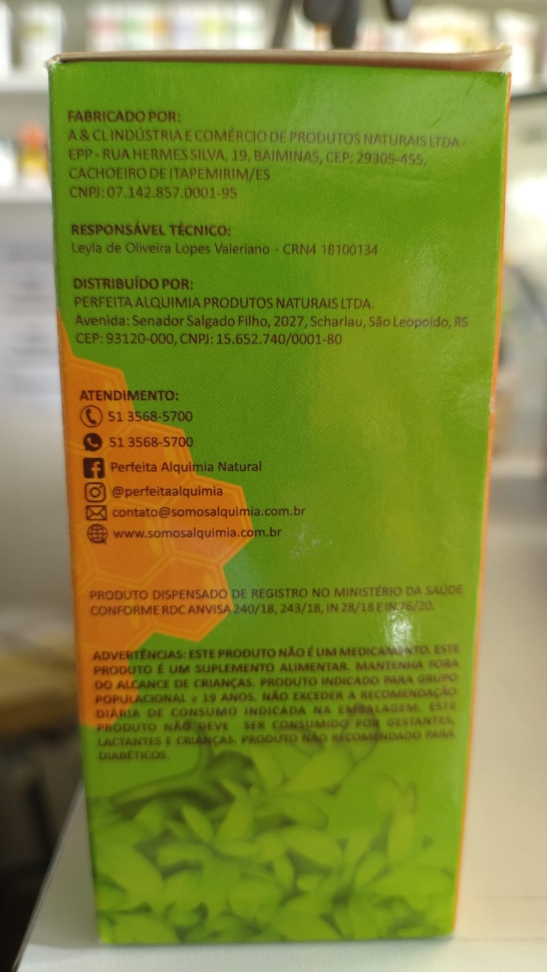 FABRICADO POR:
A & CL INDÚSTRIA E COMÉRCIO DE PRODUTOS NATURAIS LTDA -
EPP - RUA HERMES SILVA, 19, BAIMINAS, CEP: 29305-455,
CACHOEIRO DE ITAPEMIRIM/ES
CNPJ: 07.142.857.0001-95
RESPONSÁVEL TÉCNICO:
Leyla de Oliveira Lopes Valeriano - CRN4 18100134
DISTRIBUÍDO POR:
PERFEITA ALQUIMIA PRODUTOS NATURAIS LTDA.
Avenida: Senador Salgado Filho, 2027, Scharlau, São Leopoldo, RS
CEP: 93120-000, CNPJ: 15.652.740/0001-80
ATENDIMENTO:
51 3568-5700
51 3568-5700
Perfeita Alquimia Natural
@perfeitaalquimia
contato@somosalquimia.com.br
www.somosalquimia.com.br
PRODUTO DISPENSADO DE REGISTRO NO MINISTÉRIO DA SAÚDE
CONFORME RDC ANVISA 240/18, 243/18, IN 28/18 E IN 76/20.
ADVERTÊNCIAS: ESTE PRODUTO NÃO É UM MEDICAMENTO. ESTE
PRODUTO É UM SUPLEMENTO ALIMENTAR. MANTENHA FORA
DO ALCANCE DE CRIANÇAS. PRODUTO INDICADO PARA GRUPO
POPULACIONAL ≥ 19 ANOS. NÃO EXCEDER A RECOMENDAÇÃO
DIÁRIA DE CONSUMO INDICADA NA EMBALAGEM. ESTE
PRODUTO NÃO DEVE SER CONSUMIDO POR GESTANTES,
LACTANTES E CRIANÇAS. PRODUTO NÃO RECOMENDADO PARA
DIABÉTICOS.